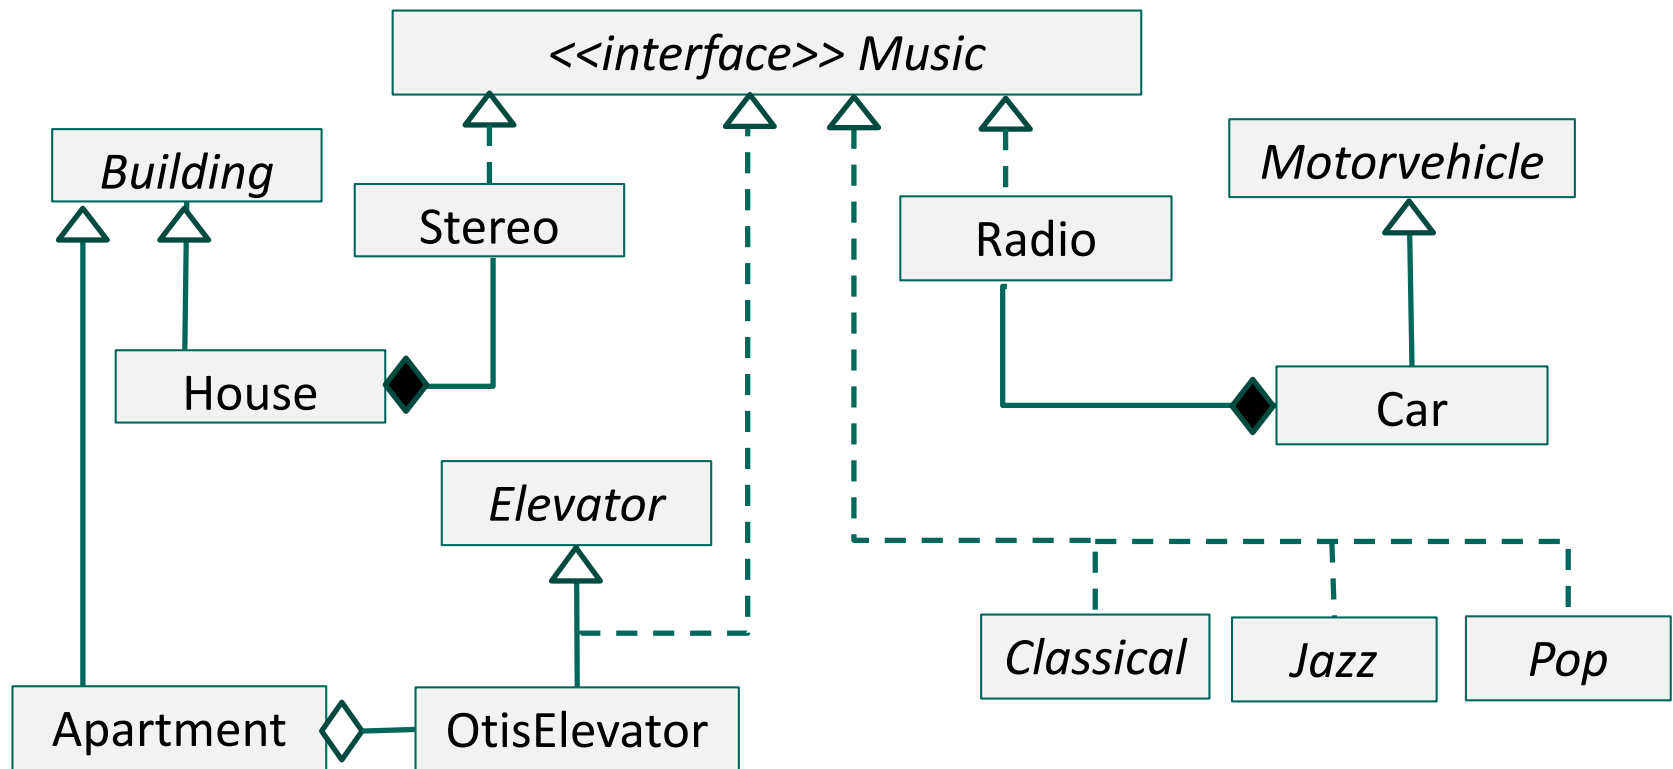 <<interface>> Music
Building
Motorvehicle
Stereo
Radio
House
Car
Elevator
Classical
Jazz
Pop
Apartment
OtisElevator